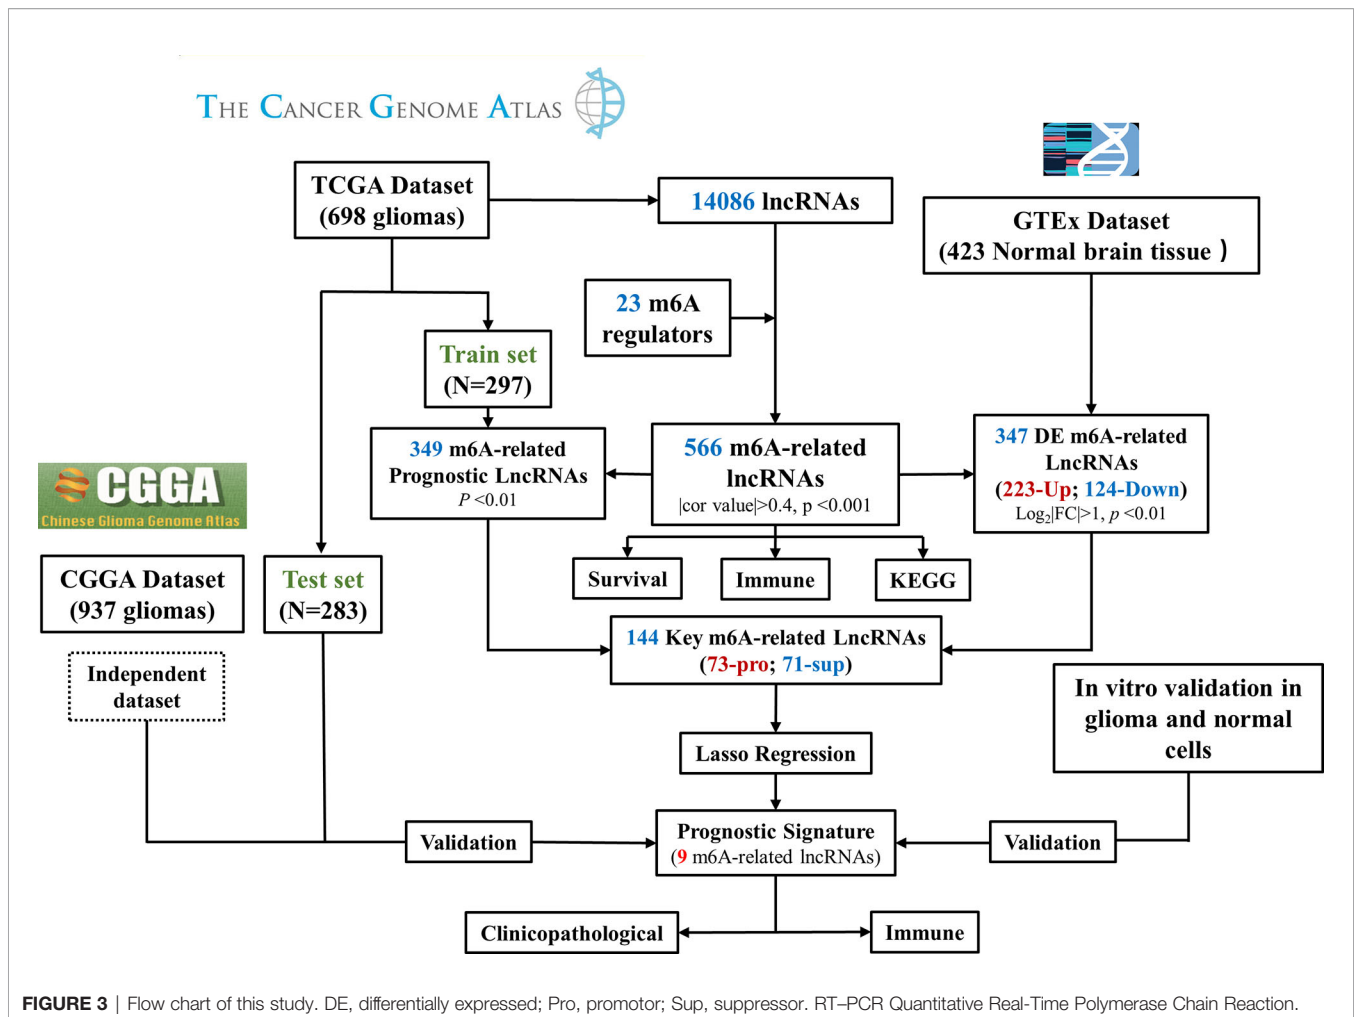 THE CANCER GENOME ATLAS
TCGA Dataset
(698 gliomas)
14086 lncRNAs
GTEx Dataset
(423 Normal brain tissue )
23 m6A
regulators
Train set
(N=297)
349 m6A-related
Prognostic LncRNAs
P <0.01
566 m6A-related
lncRNAs
|cor value|>0.4, p <0.001
347 DE m6A-related
LncRNAs
(223-Up; 124-Down)
Log2|FC|>1, p <0.01
CGGA
Chinese Glioma Genome Atlas
CGGA Dataset
(937 gliomas)
Test set
(N=283)
Survival
Immune
KEGG
144 Key m6A-related LncRNAs
(73-pro; 71-sup)
Independent
dataset
In vitro validation in
glioma and normal
cells
Lasso Regression
Validation
Prognostic Signature
(9 m6A-related lncRNAs)
Validation
Clinicopathological
Immune
FIGURE 3 | Flow chart of this study. DE, differentially expressed; Pro, promotor; Sup, suppressor. RT–PCR Quantitative Real-Time Polymerase Chain Reaction.